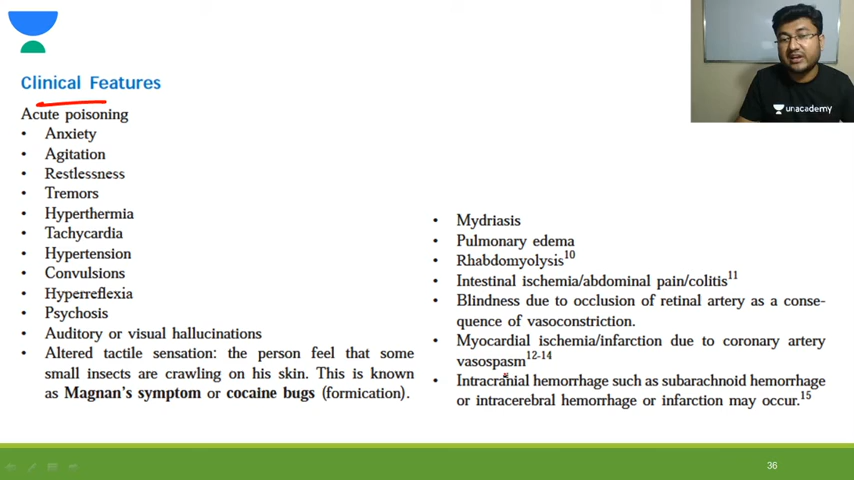 Clinical Features
Acute poisoning
• Anxiety
• Agitation
• Restlessness
• Tremors
• Hyperthermia
• Tachycardia
• Hypertension
• Convulsions
• Hyperreflexia
• Psychosis
• Auditory or visual hallucinations
• Altered tactile sensation: the person feel that some
small insects are crawling on his skin. This is known
as Magnan's symptom or cocaine bugs (formication).
• Mydriasis
• Pulmonary edema
• Rhabdomyolysis10
• Intestinal ischemia/abdominal pain/colitis11
• Blindness due to occlusion of retinal artery as a conse-
quence of vasoconstriction.
• Myocardial ischemia/infarction due to coronary artery
vasospasm12-14
• Intracranial hemorrhage such as subarachnoid hemorrhage
or intracerebral hemorrhage or infarction may occur.15
unacademy
36